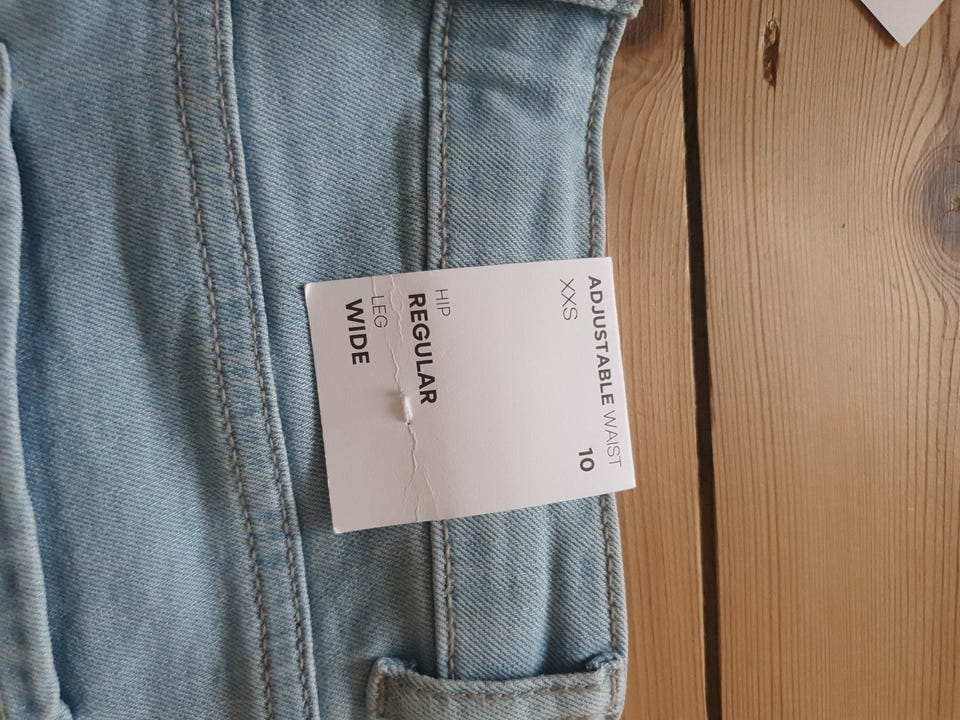 ADJUSTABLE WAIST
XXS 10
HIP
REGULAR
LEG
WIDE